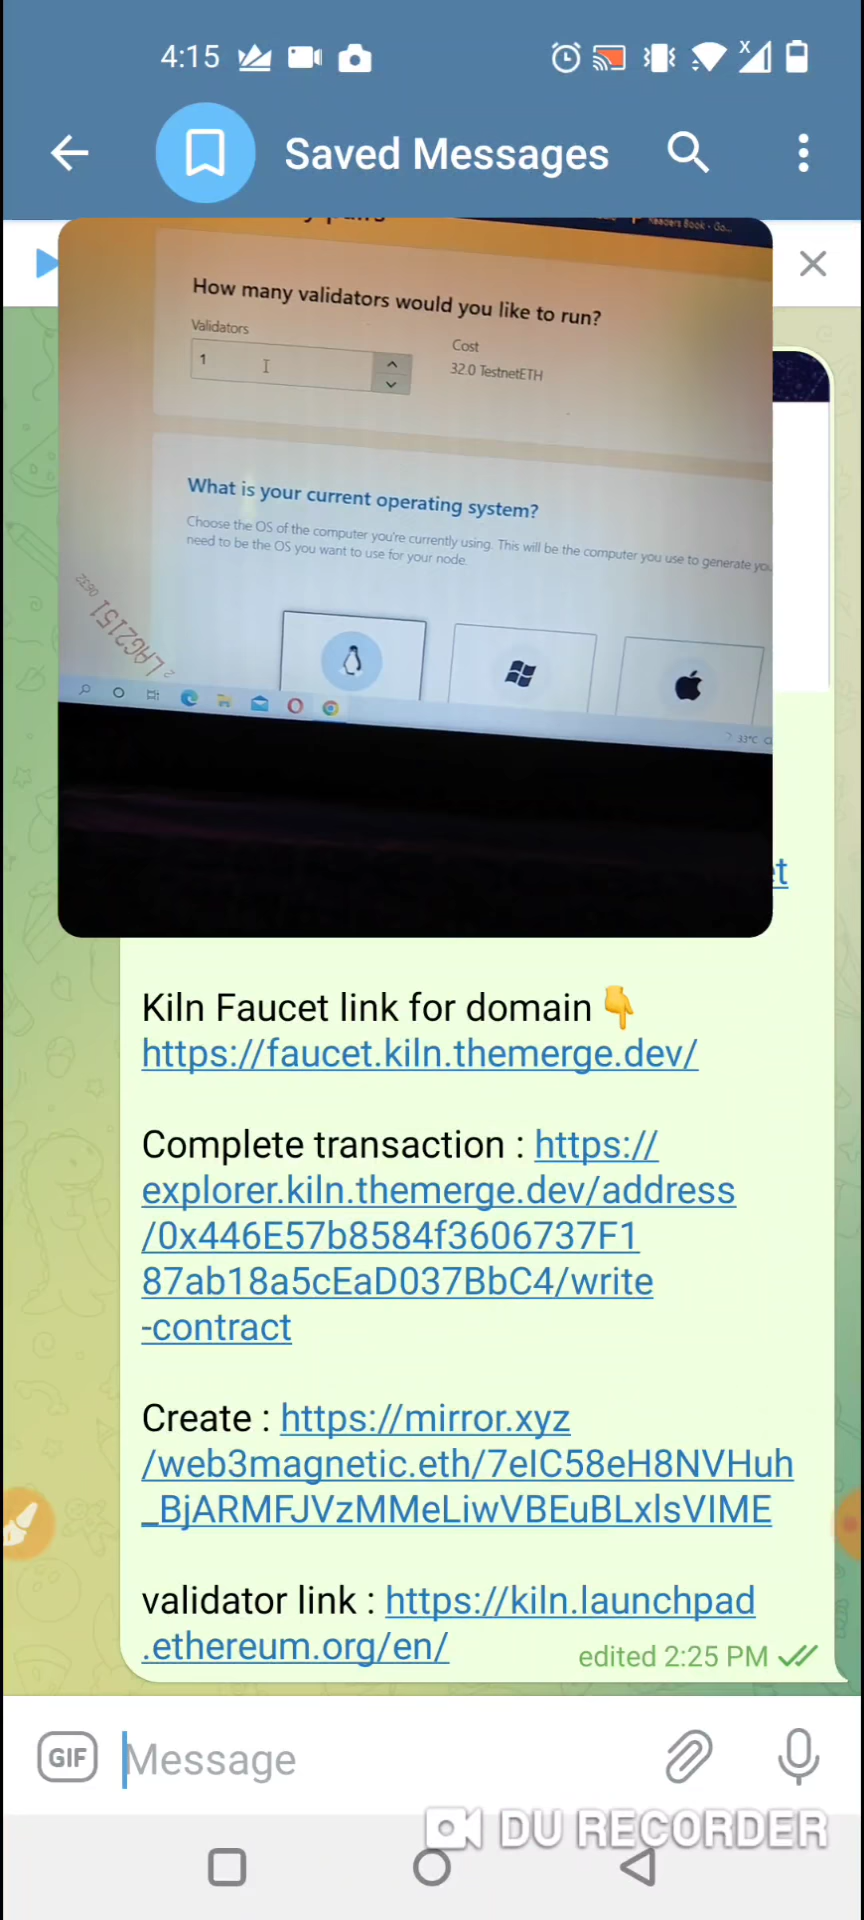 4:15
Saved Messages
How many validators would you like to run?
Validators
Cost
1
32.0 TestnetETH
What is your current operating system?
Choose the OS of the computer you're currently using. This will be the computer you use to generate
need to be the OS you want to use for your node.
LAG2151
33°C
Kiln Faucet link for domain 👇
https://faucet.kiln.themerge.dev/
Complete transaction : https://
explorer.kiln.themerge.dev/address
/0x446E57b8584f3606737F1
87ab18a5cEaD037BbC4/write
-contract
Create : https://mirror.xyz
/web3magnetic.eth/7eIC58eH8NVHuh
_BjARMFJVzMMeLiwVBEuBLxlsVIME
validator link : https://kiln.launchpad
.ethereum.org/en/
edited 2:25 PM
GIF
Message
DU RECORDER